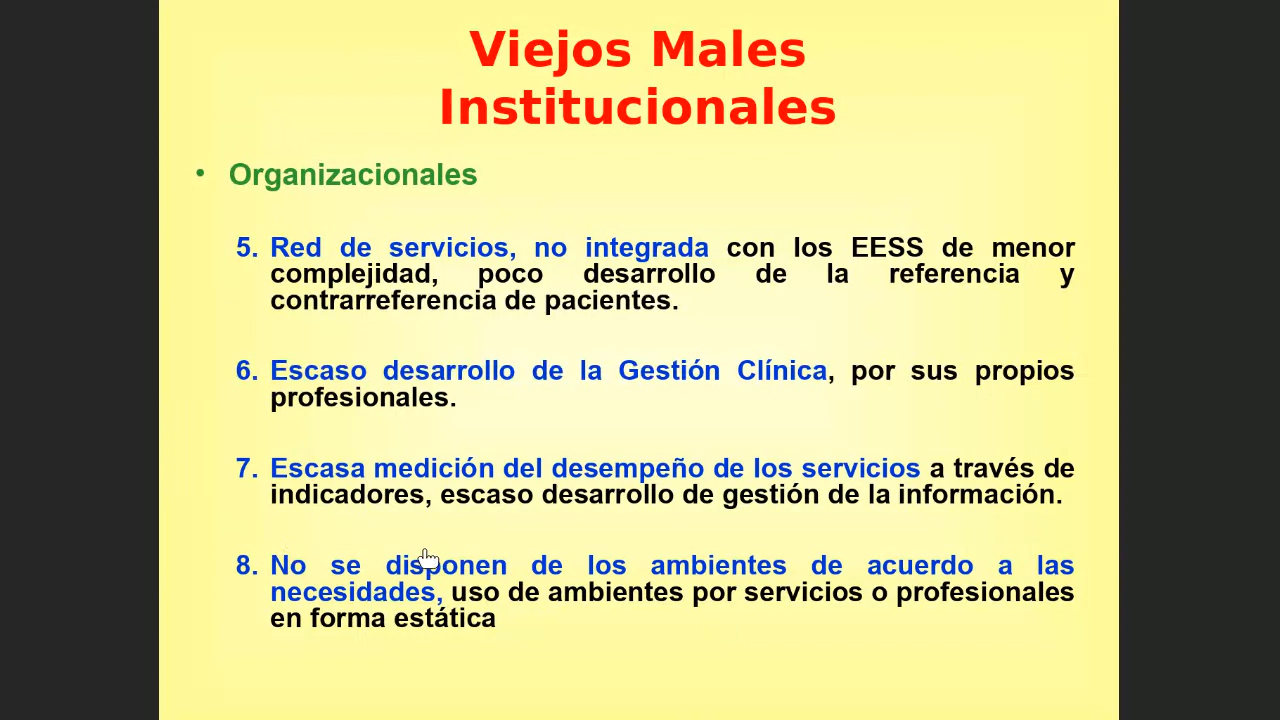 Viejos Males
Institucionales
• Organizacionales
5. Red de servicios, no integrada con los EESS de menor
complejidad, poco desarrollo de la referencia y
contrarreferencia de pacientes.
6. Escaso desarrollo de la Gestión Clínica, por sus propios
profesionales.
7. Escasa medición del desempeño de los servicios a través de
indicadores, escaso desarrollo de gestión de la información.
8. No se disponen de los ambientes de acuerdo a las
necesidades, uso de ambientes por servicios o profesionales
en forma estática